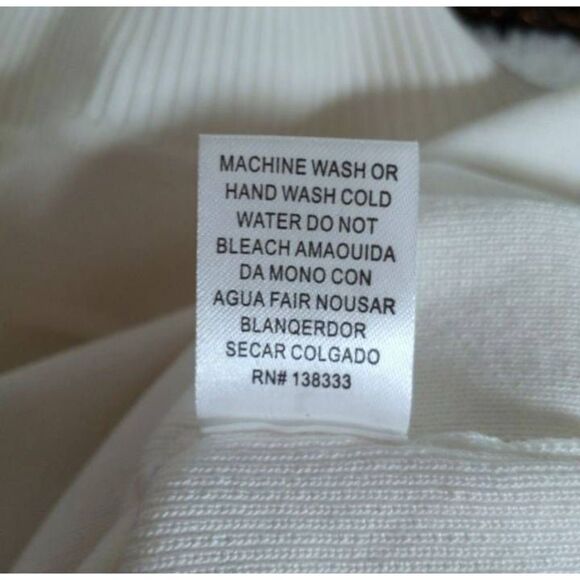 MACHINE WASH OR
HAND WASH COLD
WATER DO NOT
BLEACH AMAOUIDA
DA MONO CON
AGUA FAIR NOUSAR
BLANQERDOR
SECAR COLGADO
RN# 138333